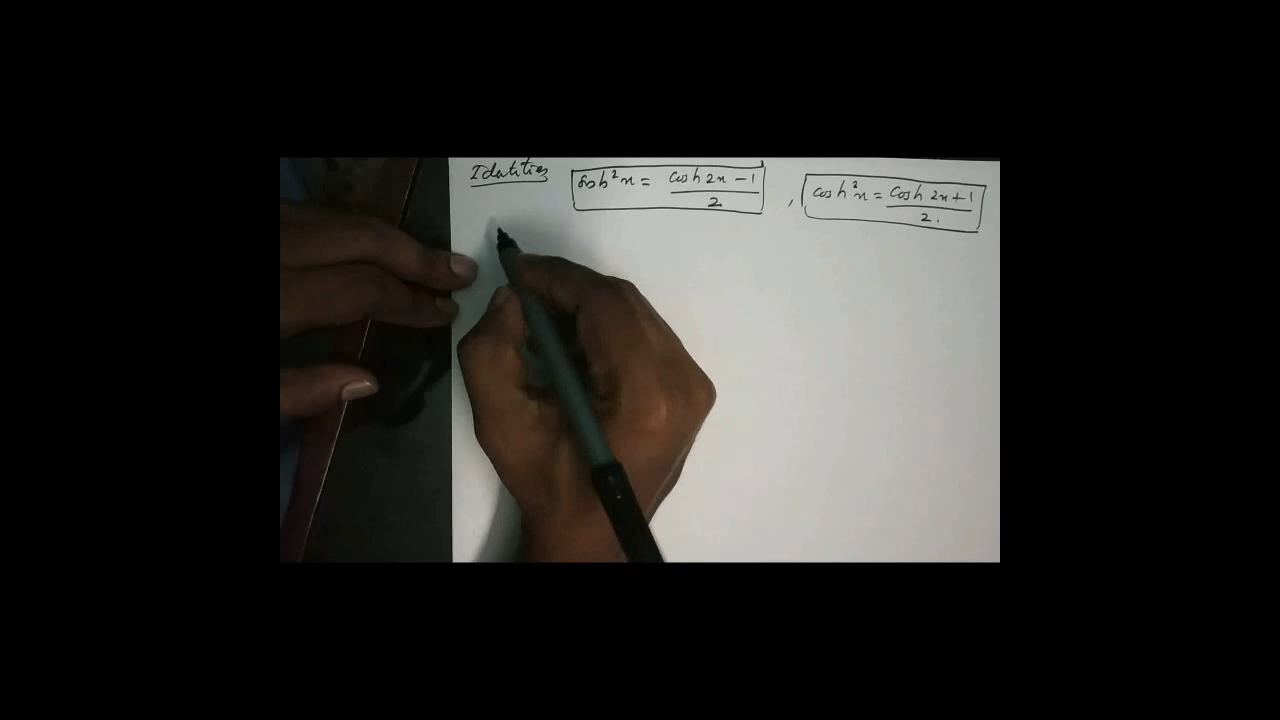 Identities sinh²x = cosh 2x - 1 / 2 , cosh²x = cosh 2x + 1 / 2.